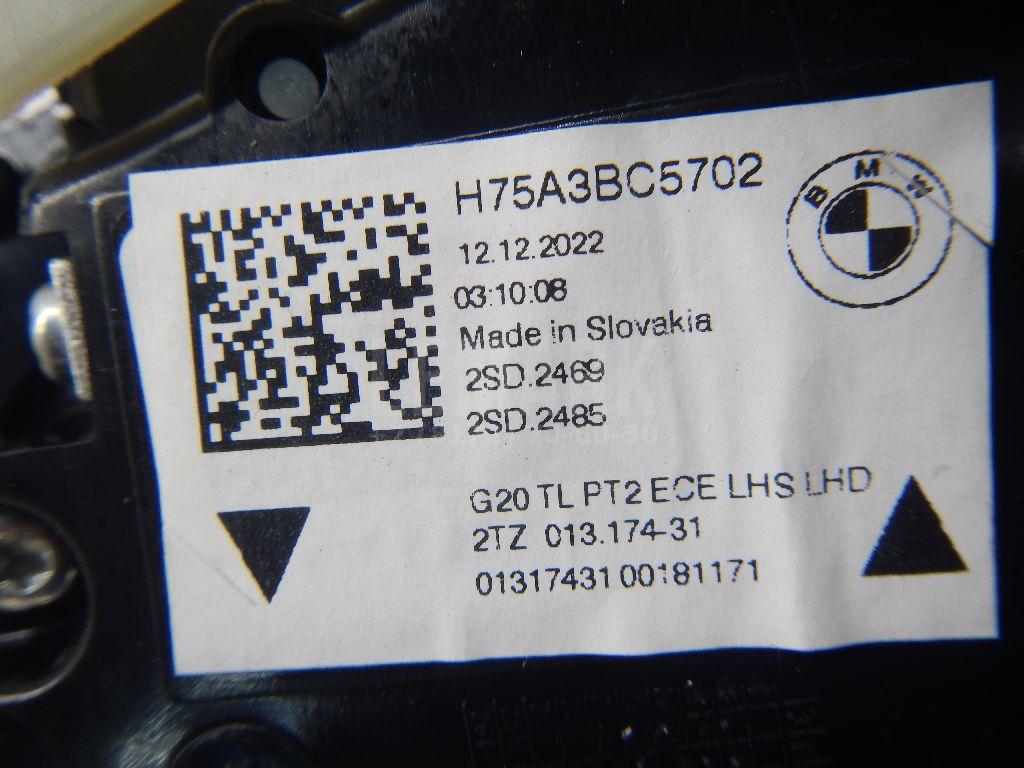 H75A3BC5702
B M W
12.12.2022
03:10:08
Made in Slovakia
2SD.2469
2SD.2485
G20 TL PT2 ECE LHS LHD
2TZ 013.174-31
01317431 00181171